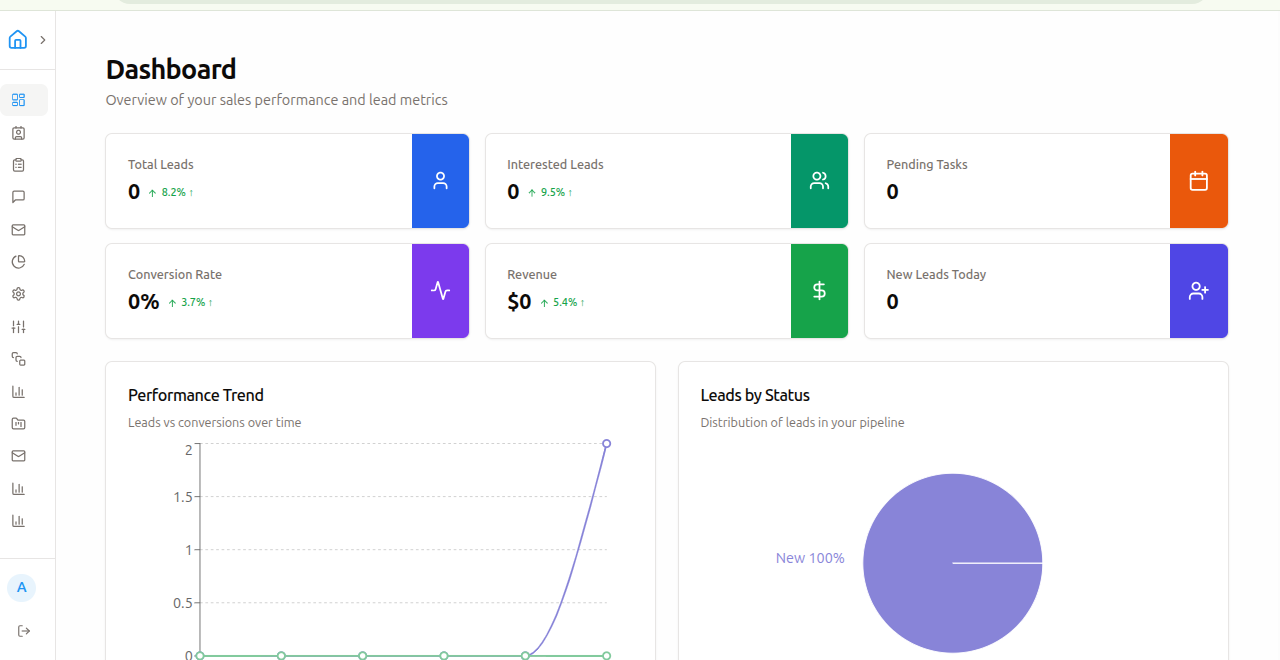 Dashboard
Overview of your sales performance and lead metrics
Total Leads
0 ↑ 8.2% ↑
Interested Leads
0 ↑ 9.5% ↑
Pending Tasks
0
Conversion Rate
0% ↑ 3.7% ↑
Revenue
$0 ↑ 5.4% ↑
$
New Leads Today
0
Performance Trend
Leads vs conversions over time
2
1.5
1
0.5
0
Leads by Status
Distribution of leads in your pipeline
New 100%
A